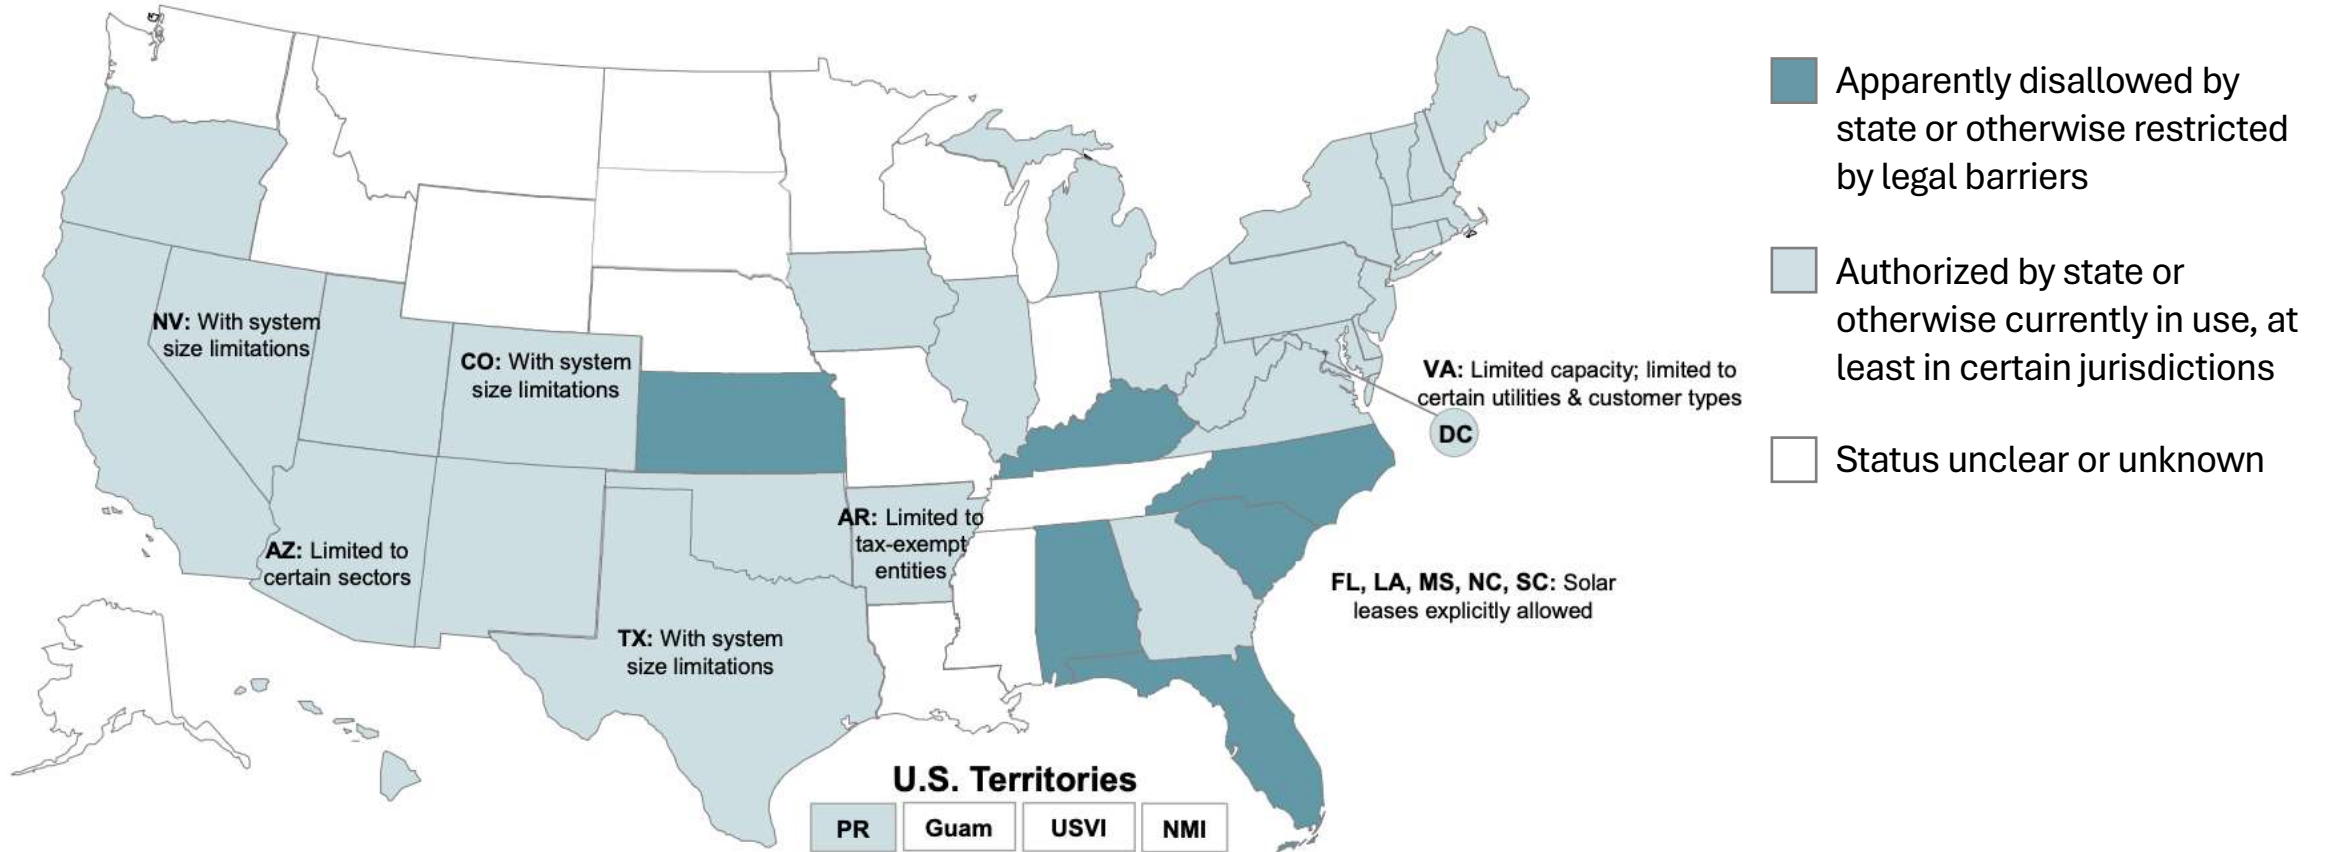 NV: With system
size limitations
CO: With system
size limitations
AZ: Limited to
certain sectors
TX: With system
size limitations
AR: Limited to
tax-exempt
entities
VA: Limited capacity; limited to
certain utilities & customer types
DC
FL, LA, MS, NC, SC: Solar
leases explicitly allowed
U.S. Territories
PR
Guam
USVI
NMI
Apparently disallowed by
state or otherwise restricted
by legal barriers
Authorized by state or
otherwise currently in use, at
least in certain jurisdictions
Status unclear or unknown